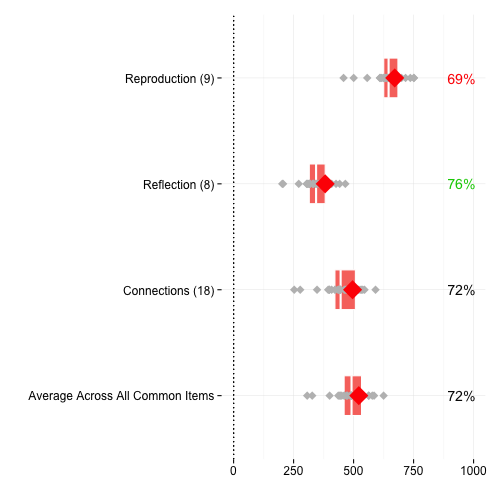 Reproduction (9)
69%
Reflection (8)
76%
Connections (18)
72%
Average Across All Common Items
72%
0 250 500 750 1000